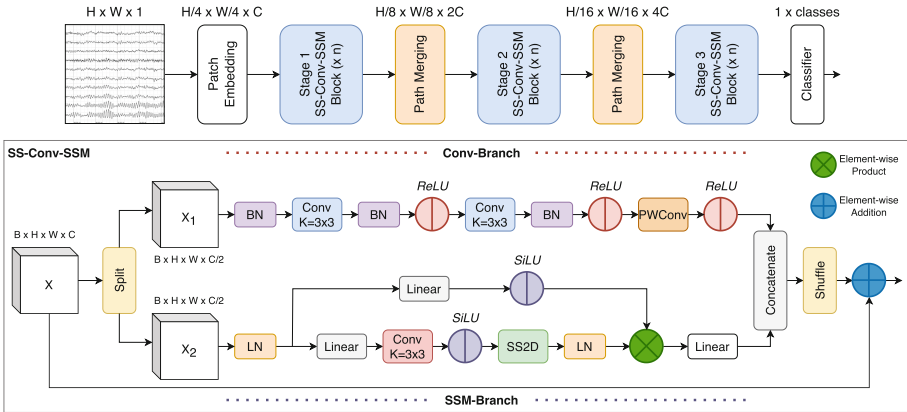 H x W x 1
H/4 x W/4 x C
H/8 x W/8 x 2C
H/16 x W/16 x 4C
1 x classes
Patch
Embedding
Stage 1
SS-Conv-SSM
Block (x n)
Path Merging
Stage 2
SS-Conv-SSM
Block (x n)
Path Merging
Stage 3
SS-Conv-SSM
Block (x n)
Classifier
SS-Conv-SSM
Conv-Branch
Element-wise
Product
Element-wise
Addition
B x H x W x C
X
Split
X1
B x H x W x C/2
BN
Conv
K=3x3
BN
ReLU
Conv
K=3x3
BN
ReLU
PWConv
ReLU
B x H x W x C/2
X2
LN
Linear
SiLU
Linear
Conv
K=3x3
SiLU
SS2D
LN
Linear
Concatenate
Shuffle
SSM-Branch